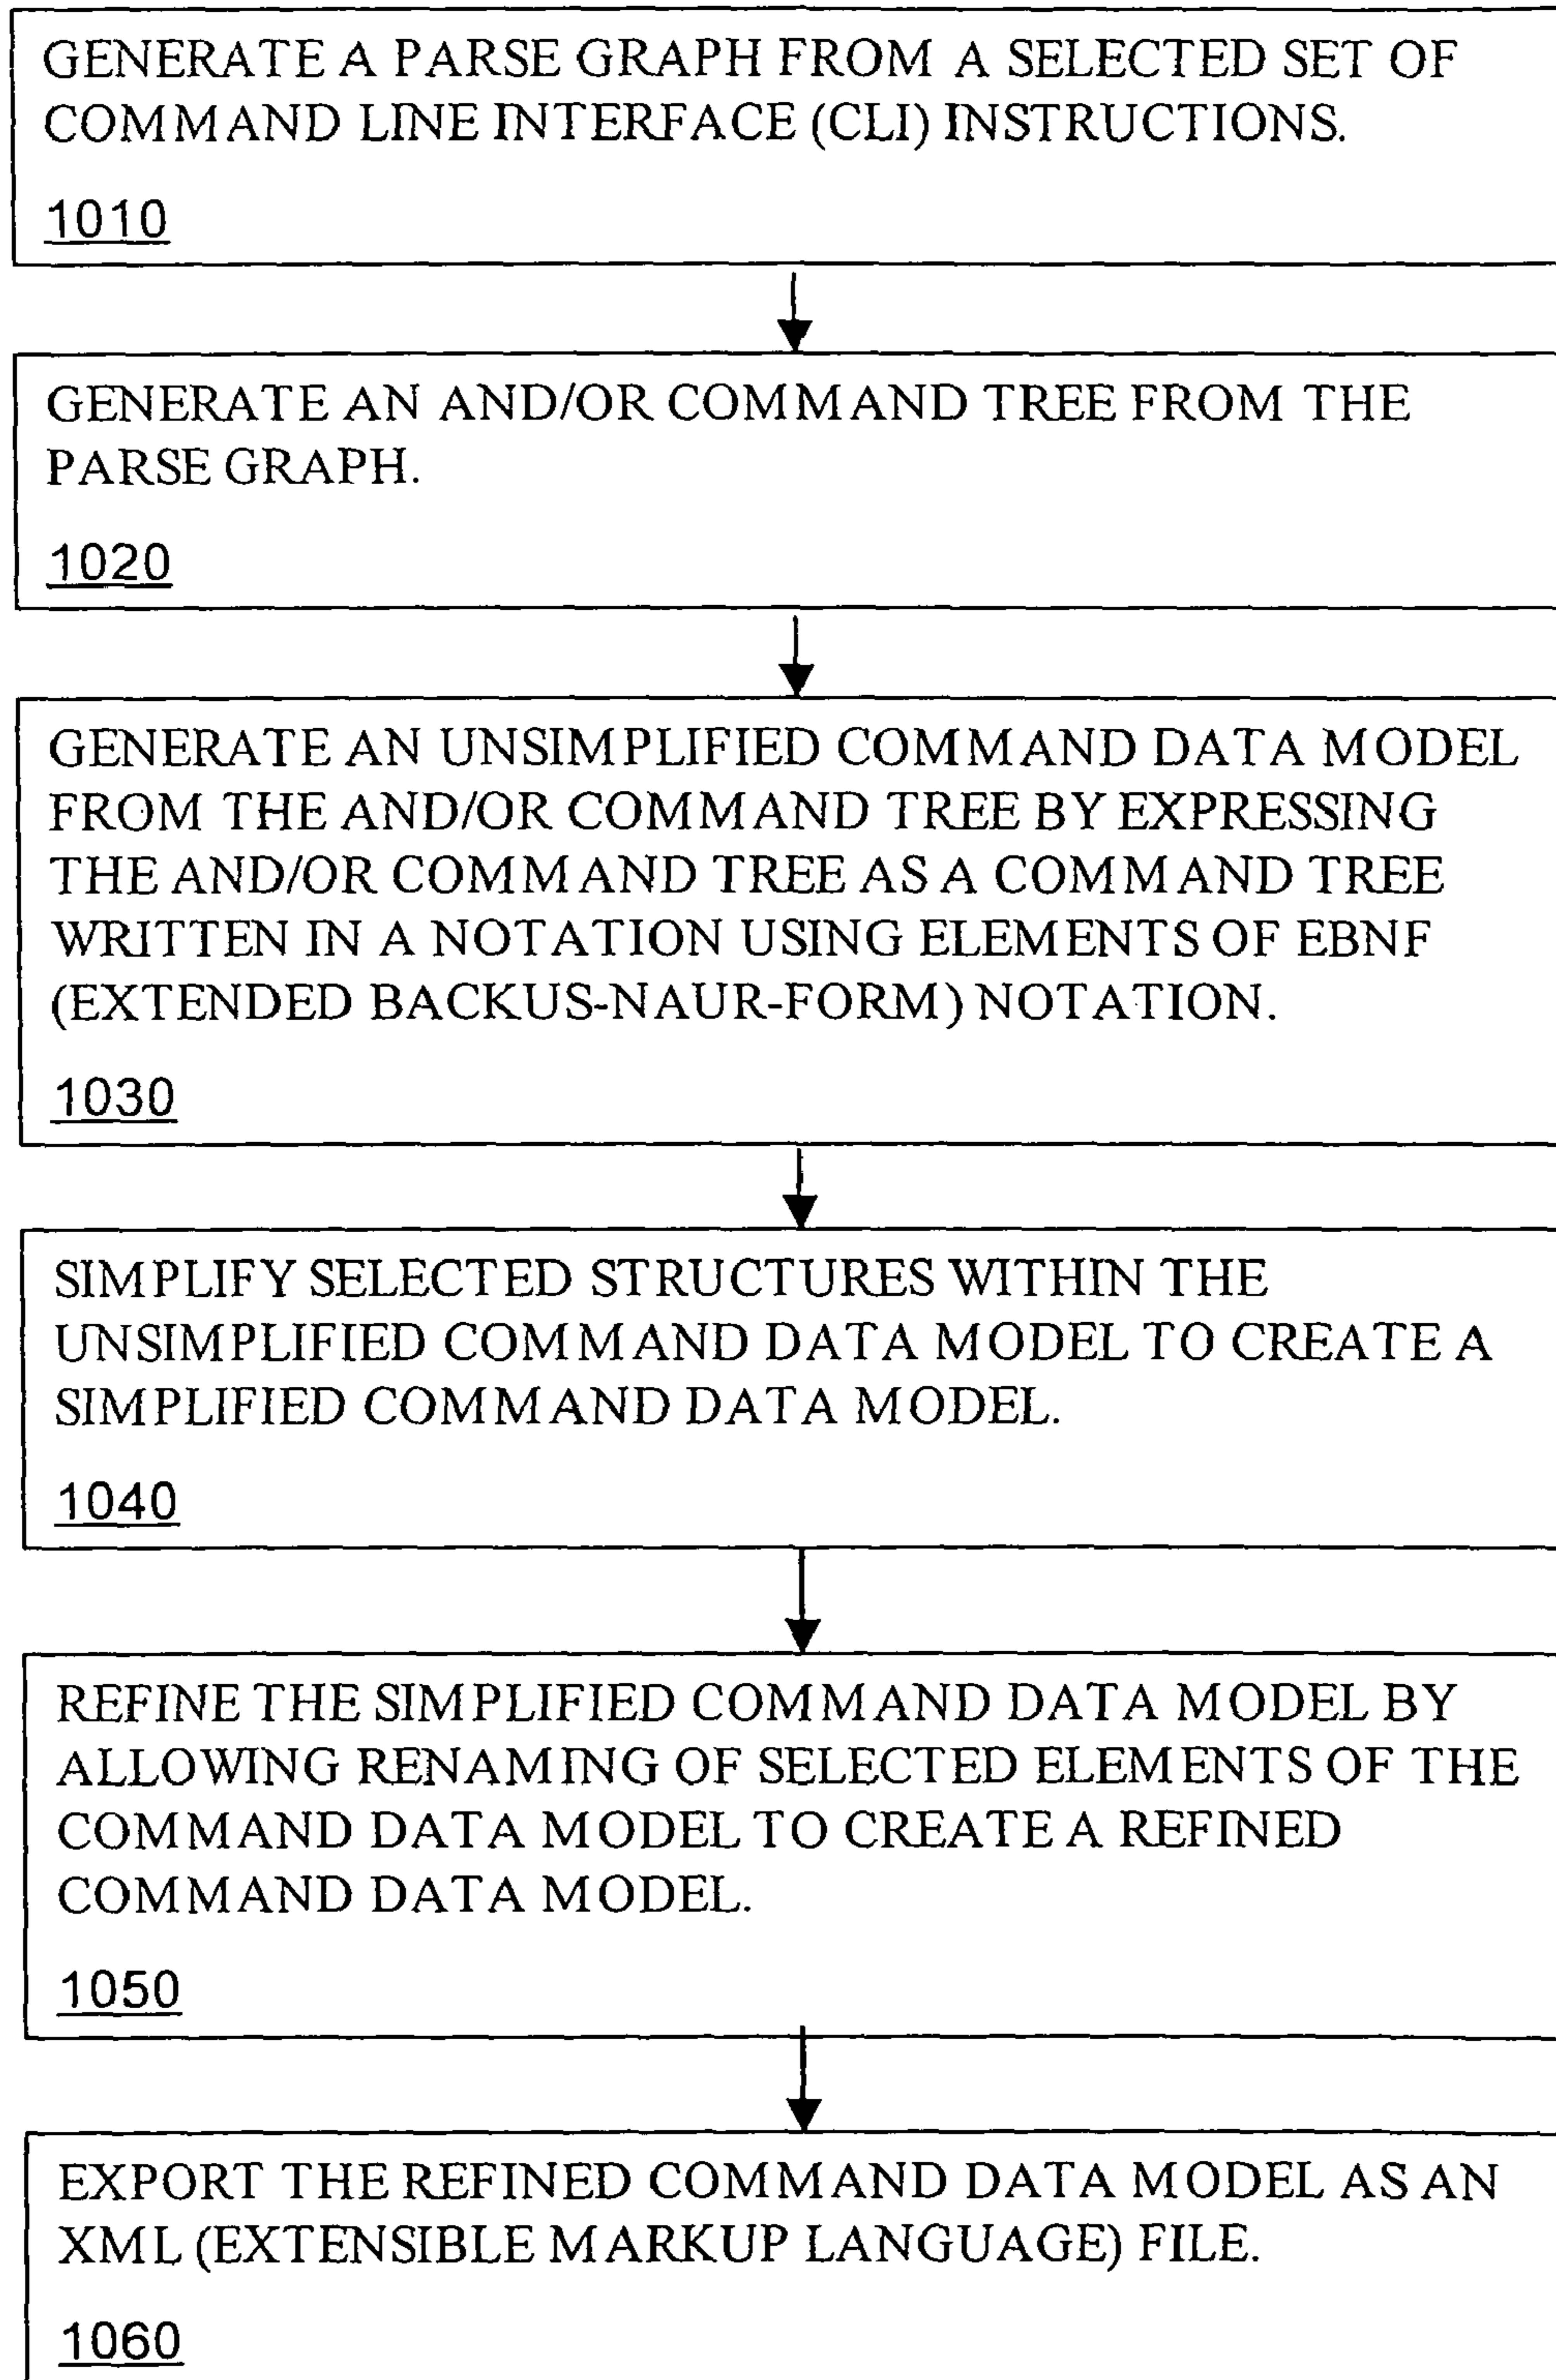 GENERATE A PARSE GRAPH FROM A SELECTED SET OF
COMMAND LINE INTERFACE (CLI) INSTRUCTIONS.
1010
GENERATE AN AND/OR COMMAND TREE FROM THE
PARSE GRAPH.
1020
GENERATE AN UNSIMPLIFIED COMMAND DATA MODEL
FROM THE AND/OR COMMAND TREE BY EXPRESSING
THE AND/OR COMMAND TREE AS A COMMAND TREE
WRITTEN IN A NOTATION USING ELEMENTS OF EBNF
(EXTENDED BACKUS-NAUR-FORM) NOTATION.
1030
SIMPLIFY SELECTED STRUCTURES WITHIN THE
UNSIMPLIFIED COMMAND DATA MODEL TO CREATE A
SIMPLIFIED COMMAND DATA MODEL.
1040
REFINE THE SIMPLIFIED COMMAND DATA MODEL BY
ALLOWING RENAMING OF SELECTED ELEMENTS OF THE
COMMAND DATA MODEL TO CREATE A REFINED
COMMAND DATA MODEL.
1050
EXPORT THE REFINED COMMAND DATA MODEL AS AN
XML (EXTENSIBLE MARKUP LANGUAGE) FILE.
1060